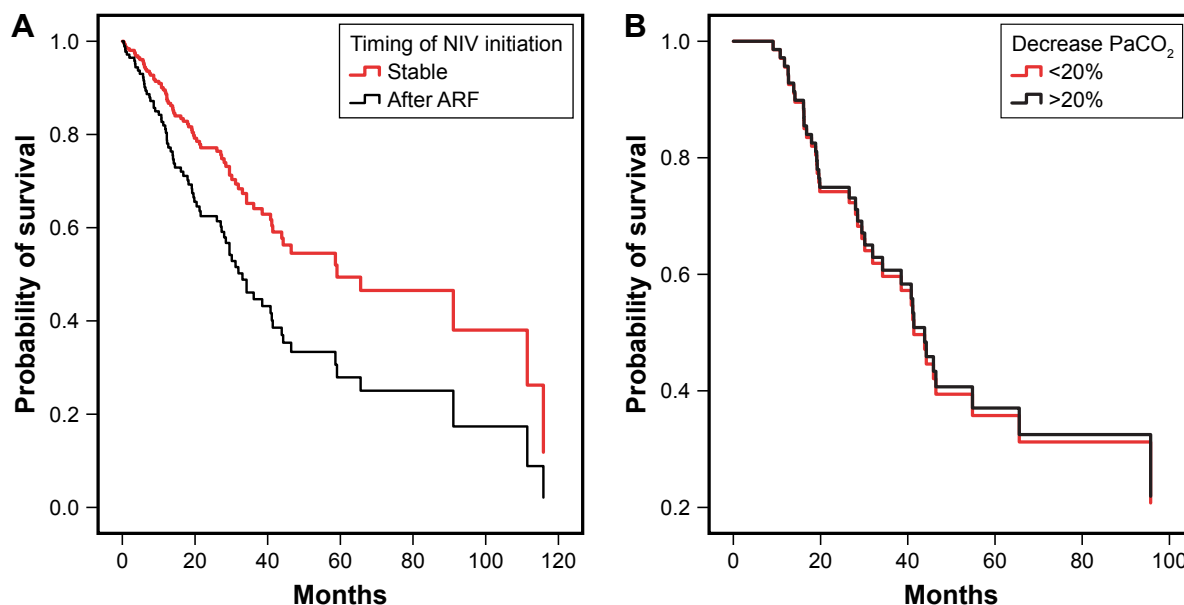 A
Timing of NIV initiation
Stable
After ARF
Probability of survival
1.0
0.8
0.6
0.4
0.2
0.0
0 20 40 60 80 100 120
Months
B
Decrease PaCO₂
<20%
>20%
Probability of survival
1.0
0.8
0.6
0.4
0.2
0 20 40 60 80 100
Months